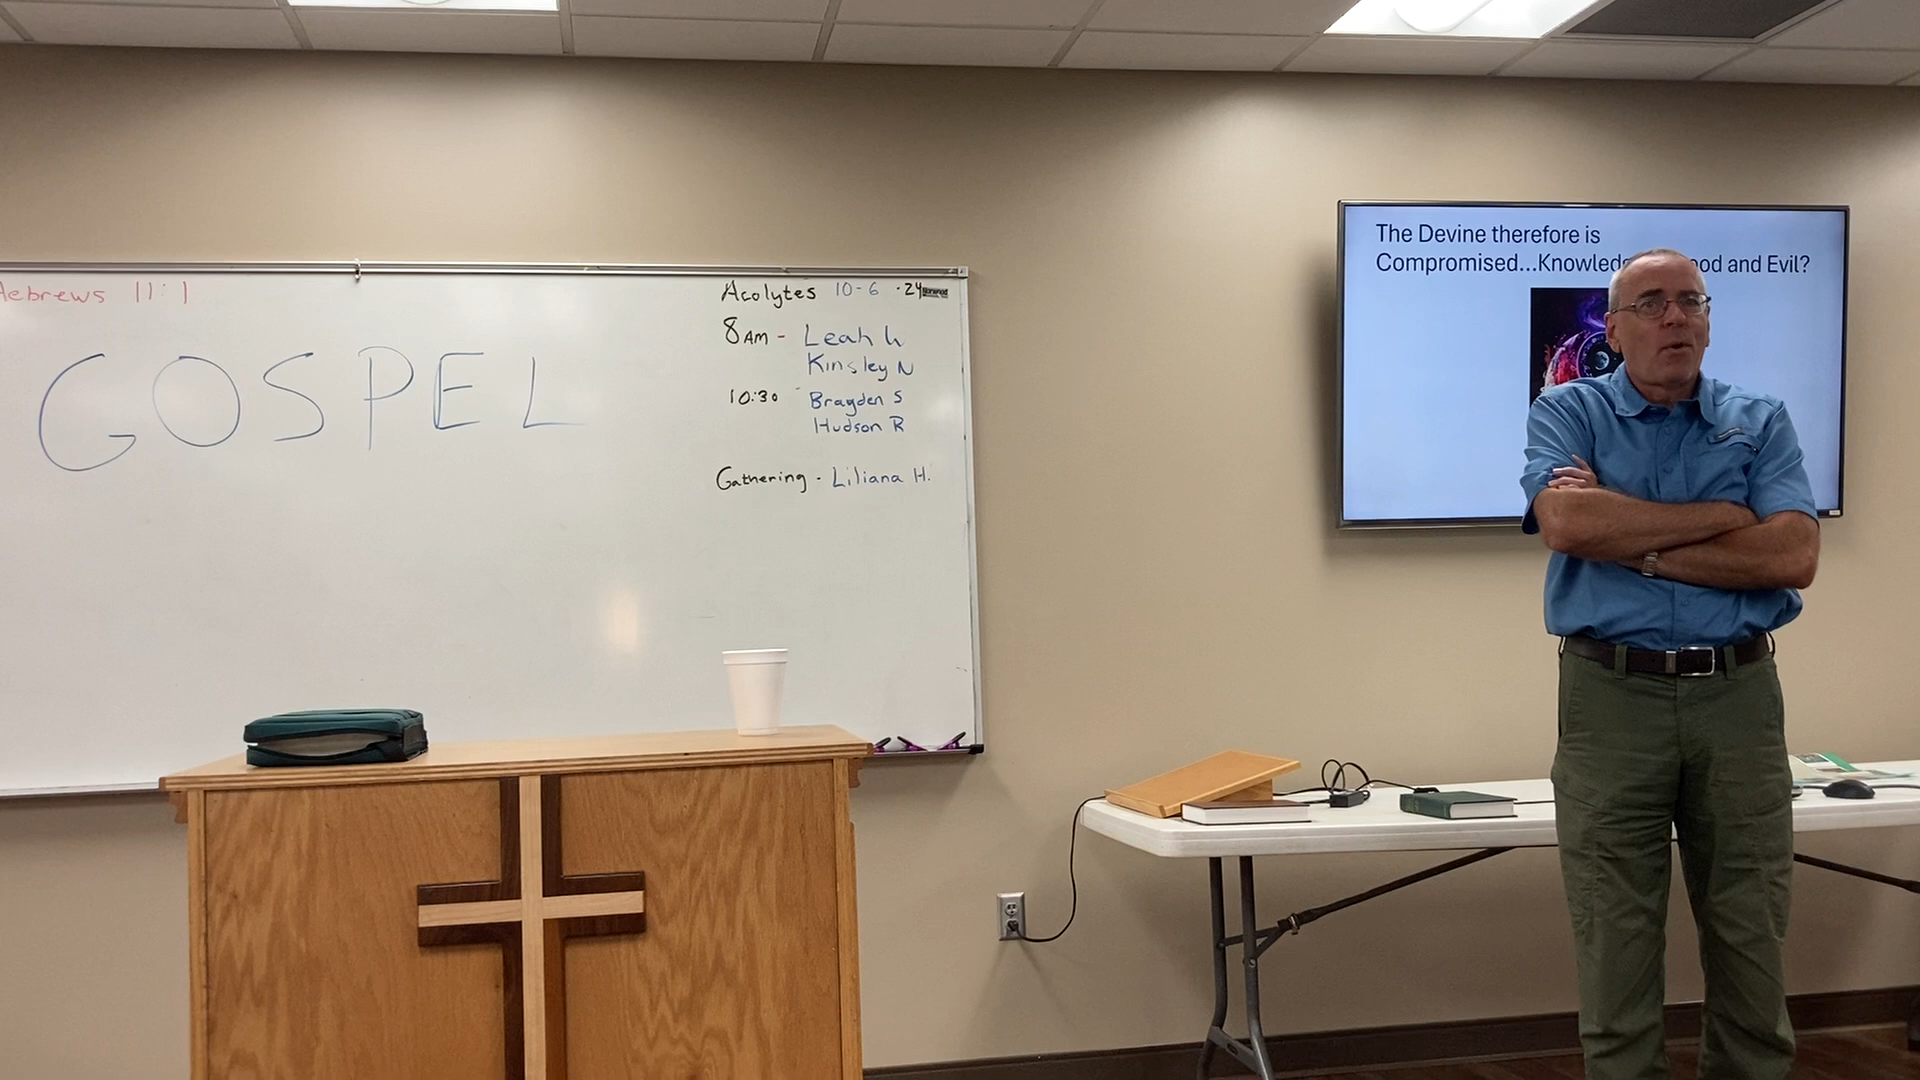 Hebrews 11:1
GOSPEL
Acolytes 10-6-24
8AM - Leah W
Kinsley N
10:30 Brayden S
Hudson R
Gathering - Liliana H.
The Devine therefore is
Compromised...Knowledg ood and Evil?